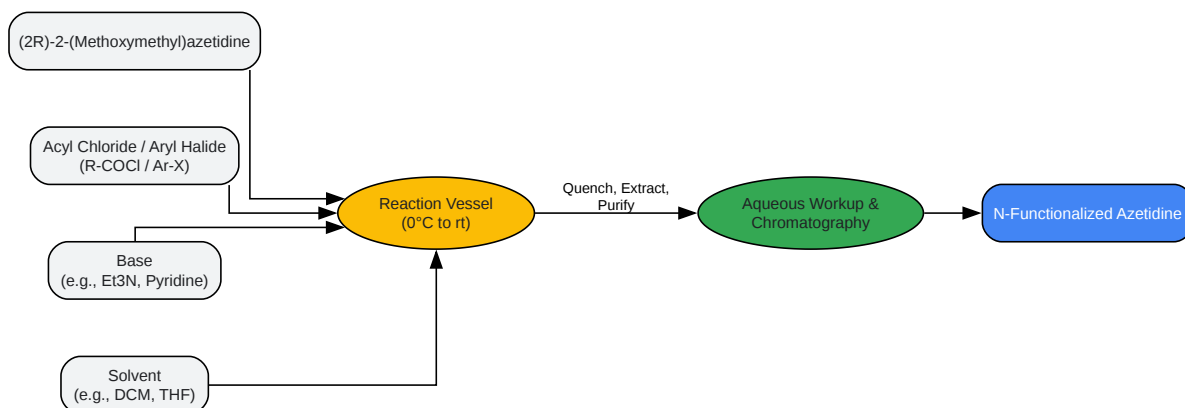 (2R)-2-(Methoxymethyl)azetidine
Acyl Chloride / Aryl Halide
(R-COCl / Ar-X)
Base
(e.g., Et3N, Pyridine)
Solvent
(e.g., DCM, THF)
Reaction Vessel
(0°C to rt)
Quench, Extract,
Purify
Aqueous Workup &
Chromatography
N-Functionalized Azetidine